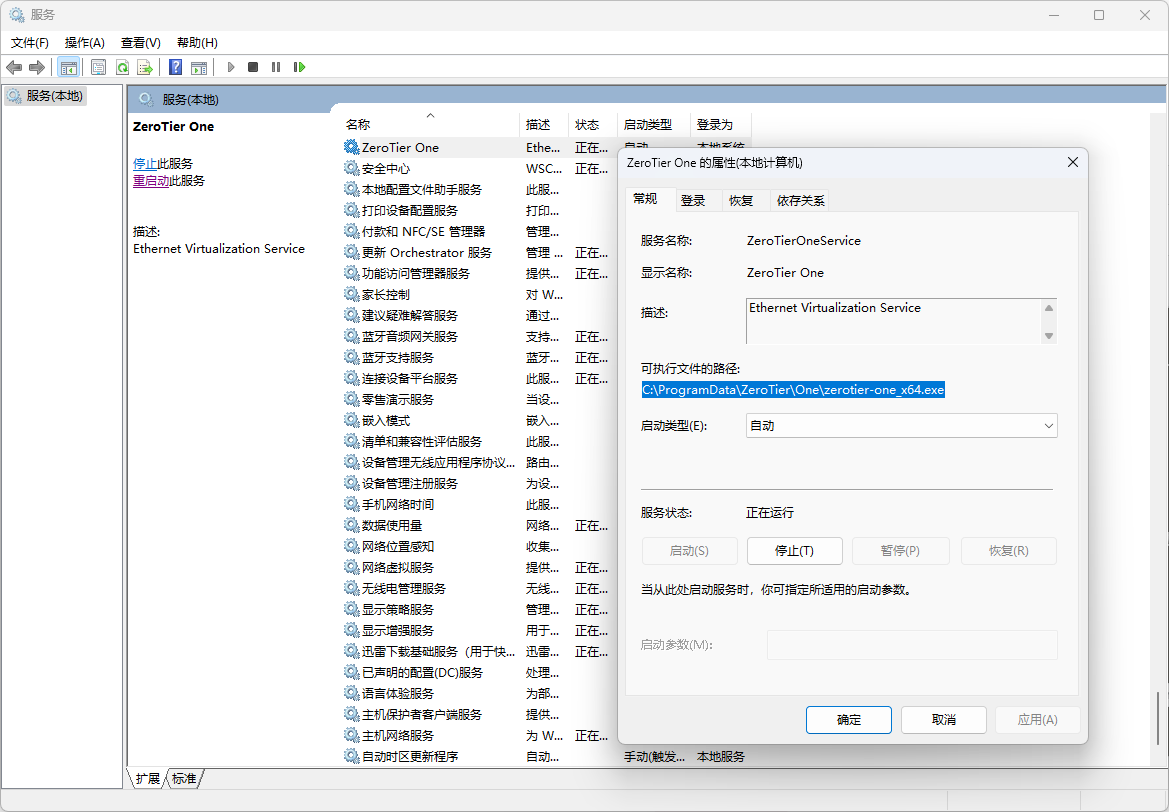 服务
文件(F) 操作(A) 查看(V) 帮助(H)
服务(本地)
服务(本地)
ZeroTier One
停止此服务
重启动此服务
描述:
Ethernet Virtualization Service
名称 描述 状态 启动类型 登录为
ZeroTier One Ethe... 正在... 自动 本地系统
安全中心 WSC... 正在...
本地配置文件助手服务 此服...
打印设备配置服务 打印...
付款和 NFC/SE 管理器 管理...
更新 Orchestrator 服务 管理 ... 正在...
功能访问管理器服务 提供... 正在...
家长控制 对 W...
建议疑难解答服务 通过...
蓝牙音频网关服务 支持... 正在...
蓝牙支持服务 蓝牙... 正在...
连接设备平台服务 此服... 正在...
零售演示服务 当设...
嵌入模式 嵌入...
清单和兼容性评估服务 此服...
设备管理无线应用程序协议... 路由...
设备管理注册服务 为设...
手机网络时间 此服...
数据使用量 网络... 正在...
网络位置感知 收集...
网络虚拟服务 提供... 正在...
无线电管理服务 无线... 正在...
显示策略服务 管理... 正在...
显示增强服务 用于... 正在...
迅雷下载基础服务（用于快... 迅雷... 正在...
已声明的配置(DC)服务 处理...
语言体验服务 为部...
主机保护者客户端服务 提供...
主机网络服务 为 W... 正在...
自动时区更新程序 自动... 手动(触发... 本地服务
扩展 标准
ZeroTier One 的属性(本地计算机)
常规 登录 恢复 依存关系
服务名称: ZeroTierOneService
显示名称: ZeroTier One
描述: Ethernet Virtualization Service
可执行文件的路径:
C:\ProgramData\ZeroTier\One\zerotier-one_x64.exe
启动类型(E): 自动
服务状态: 正在运行
启动(S) 停止(T) 暂停(P) 恢复(R)
当从此处启动服务时，你可指定所适用的启动参数。
启动参数(M):
确定 取消 应用(A)